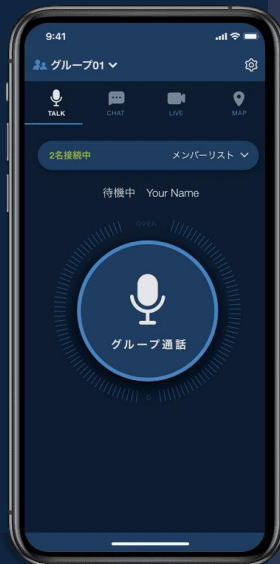 9:41
グループ01
TALK
CHAT
LIVE
MAP
2名接続中
メンバーリスト
待機中 Your Name
OPEN
グループ通話